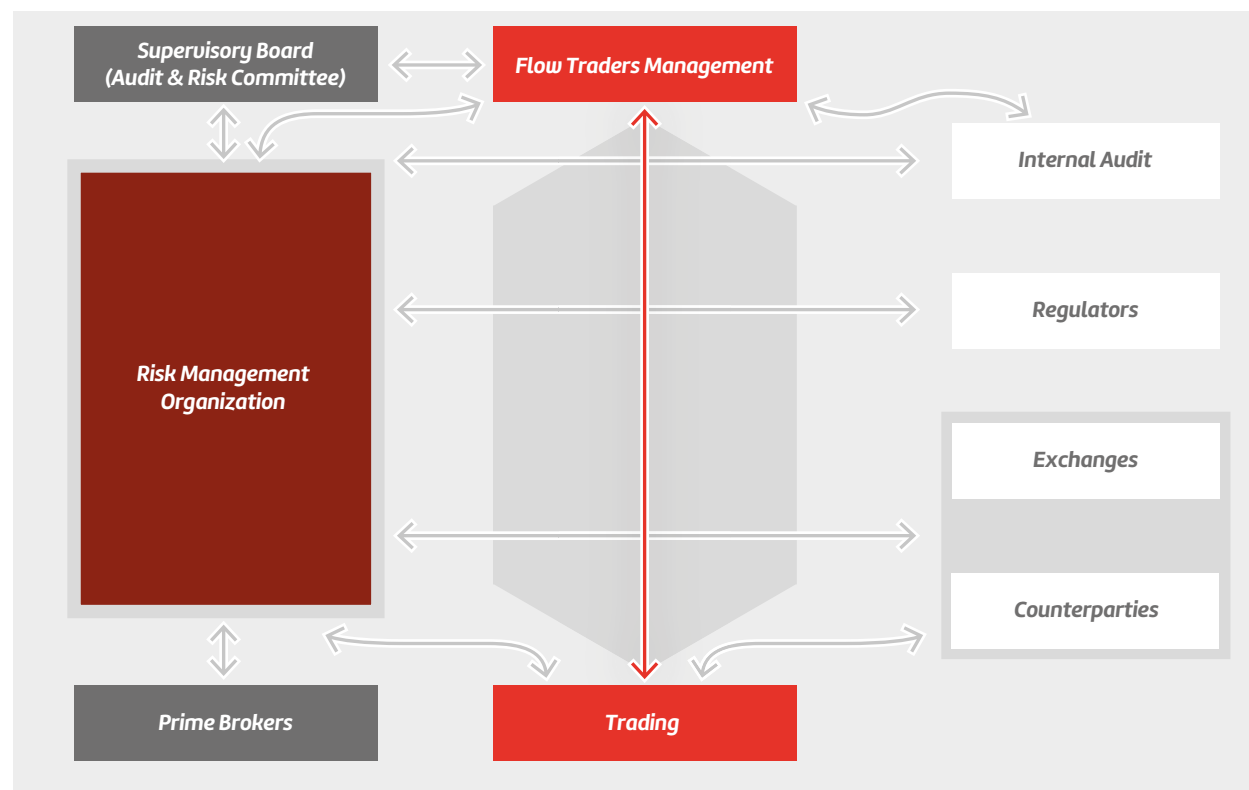 Supervisory Board
(Audit & Risk Committee)
Flow Traders Management
Internal Audit
Regulators
Risk Management
Organization
Exchanges
Counterparties
Prime Brokers
Trading